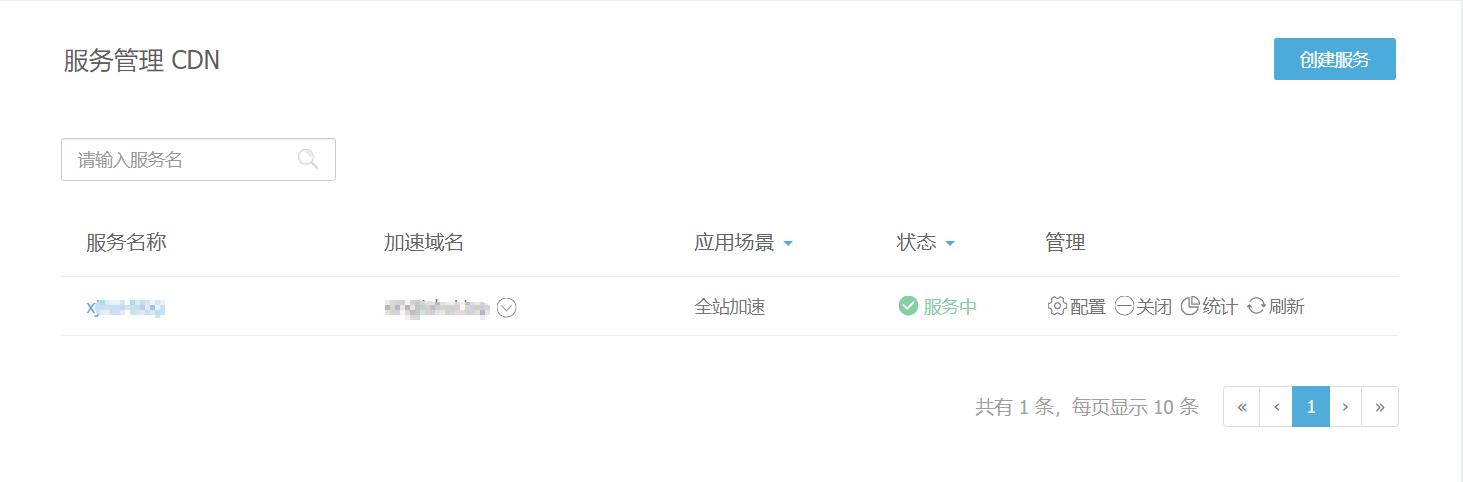 服务管理 CDN
创建服务
请输入服务名
服务名称 加速域名 应用场景 状态 管理
全站加速 服务中 配置 关闭 统计 刷新
共有 1 条，每页显示 10 条 « ‹ 1 › »